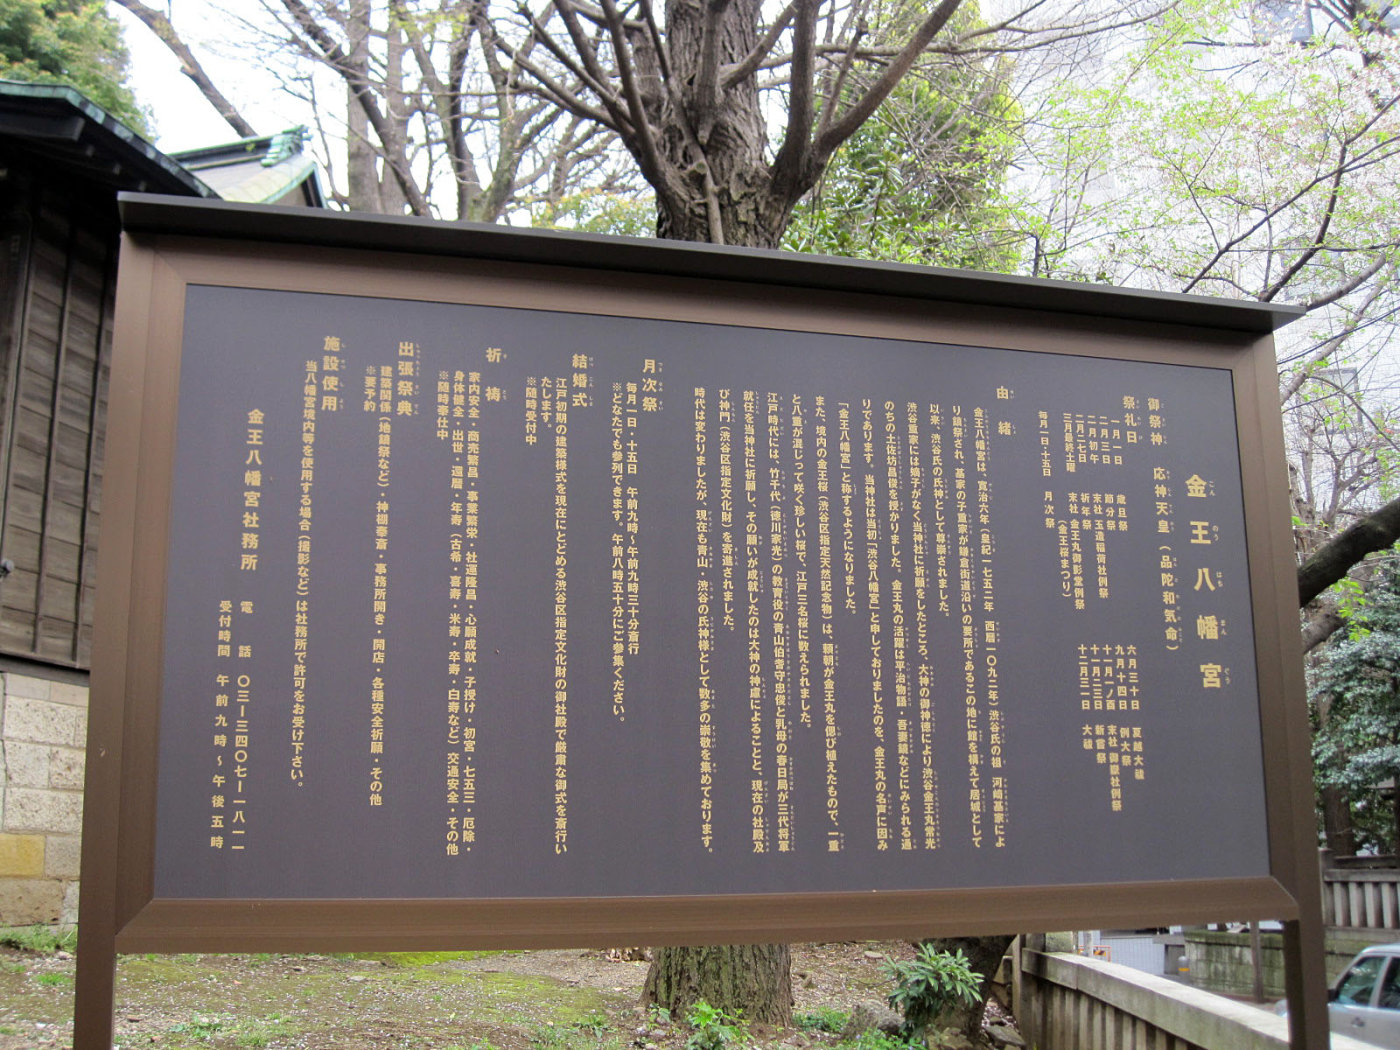 金王八幡宮
御祭神　応神天皇（品陀和気命）
祭礼日
一月一日　歳旦祭
二月三日　節分祭
二月初午　末社 玉造稲荷社例祭
二月二七日　祈年祭
三月最終土曜　末社 金王丸御影堂例祭（金王桜まつり）
六月三十日　夏越大祓
九月十四日　例大祭
十一月一ノ酉　末社 御嶽社例祭
十一月二三日　新嘗祭
十二月三一日　大祓
毎月一日・十五日　月次祭
由緒
金王八幡宮は、寛治六年（皇紀一七五二年 西暦一〇九二年）渋谷氏の祖 河崎基家によ
り鎮祭され、基家の子重家が鎌倉街道沿いの要所であるこの地に館を構えて居城として
以来、渋谷氏の氏神として尊崇されました。
渋谷重家には嫡子がなく当神社に祈願をしたところ、大神の御神徳により渋谷金王丸常光
のちの土佐坊昌俊を授かりました。金王丸の活躍は平治物語・吾妻鏡などにみられる通
りであります。当神社は当初「渋谷八幡宮」と申しておりましたのを、金王丸の名声に因み
「金王八幡宮」と称するようになりました。
また、境内の金王桜（渋谷区指定天然記念物）は、頼朝が金王丸を偲び植えたもので、一重
と八重が混じって咲く珍しい桜で、江戸三名桜に数えられました。
江戸時代には、竹千代（徳川家光）の教育役の青山伯耆守忠俊と乳母の春日局が三代将軍
就任を当神社に祈願し、その願いが成就したのは大神の神慮によることと、現在の社殿及
び神門（渋谷区指定文化財）を寄進されました。
時代は変わりましたが、現在も青山、渋谷の氏神様として数多の崇敬を集めております。
月次祭
毎月一日・十五日　午前九時～午前九時三十分斎行
※どなたでも参列できます。午前八時五十分にご参集ください。
結婚式
江戸初期の建築様式を現在にとどめる渋谷区指定文化財の御社殿で厳粛な御式を斎行い
たします。
※随時受付中
祈祷
家内安全・商売繁昌・事業繁栄・社運隆昌・心願成就・子授け・初宮・七五三・厄除・
身体健全・出世・還暦・年寿（古希・喜寿・米寿・卒寿・白寿など）交通安全・その他
※随時奉仕中
出張祭典
建築関係（地鎮祭など）・神棚奉斎・事務所開き・開店・各種安全祈願・その他
※要予約
施設使用
当八幡宮境内等を使用する場合（撮影など）は社務所で許可をお受け下さい。
金王八幡宮社務所　電話 〇三ー三四〇七ー一八一一
受付時間　午前九時～午後五時